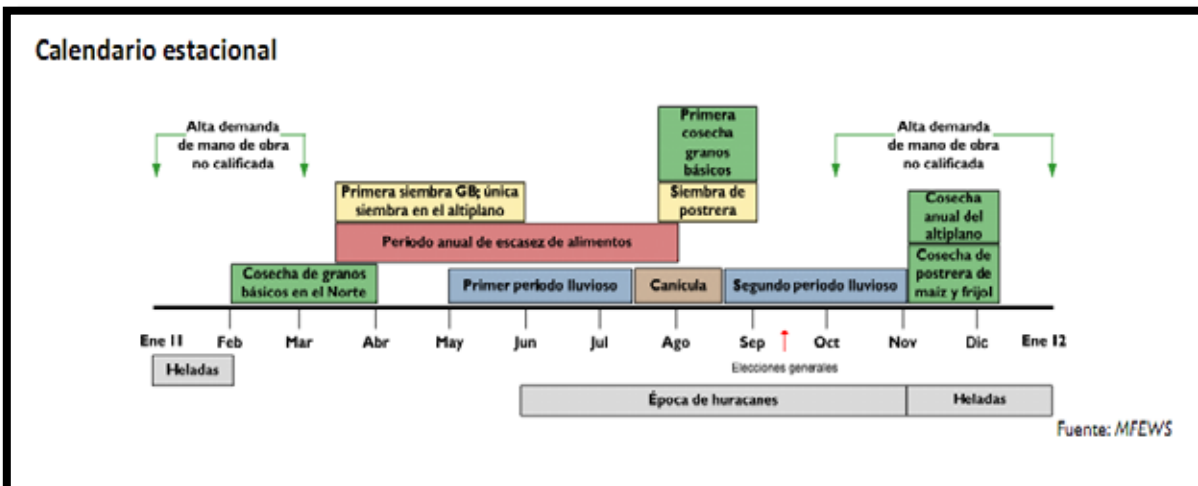 Calendario estacional
Alta demanda
de mano de obra
no calificada
Primera
cosecha
granos
básicos
Alta demanda
de mano de obra
no calificada
Primera siembra GB; única
siembra en el altiplano
Siembra de
postrera
Cosecha
anual del
altiplano
Período anual de escasez de alimentos
Cosecha de granos
básicos en el Norte
Primer período lluvioso
Canícula
Segundo período lluvioso
Cosecha de
postrera de
maíz y frijol
Ene 11 Feb Mar Abr May Jun Jul Ago Sep Oct Nov Dic Ene 12
Elecciones generales
Heladas
Época de huracanes
Heladas
Fuente: MFEWS